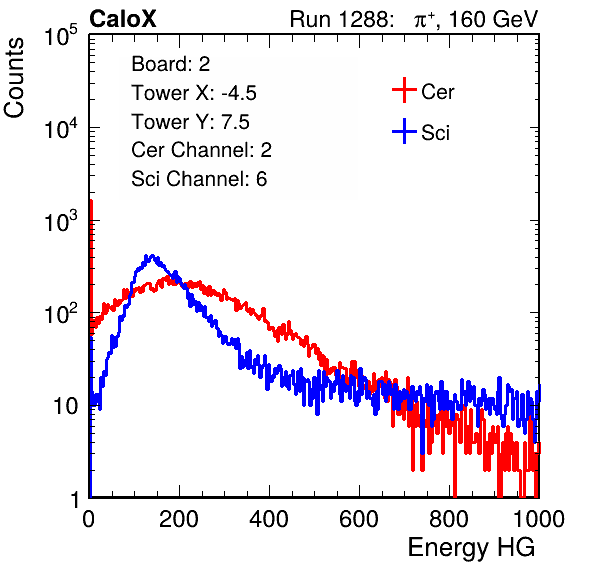 CaloX Run 1288: π⁺, 160 GeV
Counts
10⁵
10⁴
10³
10²
10
1
Board: 2
Tower X: -4.5
Tower Y: 7.5
Cer Channel: 2
Sci Channel: 6
Cer
Sci
0 200 400 600 800 1000
Energy HG